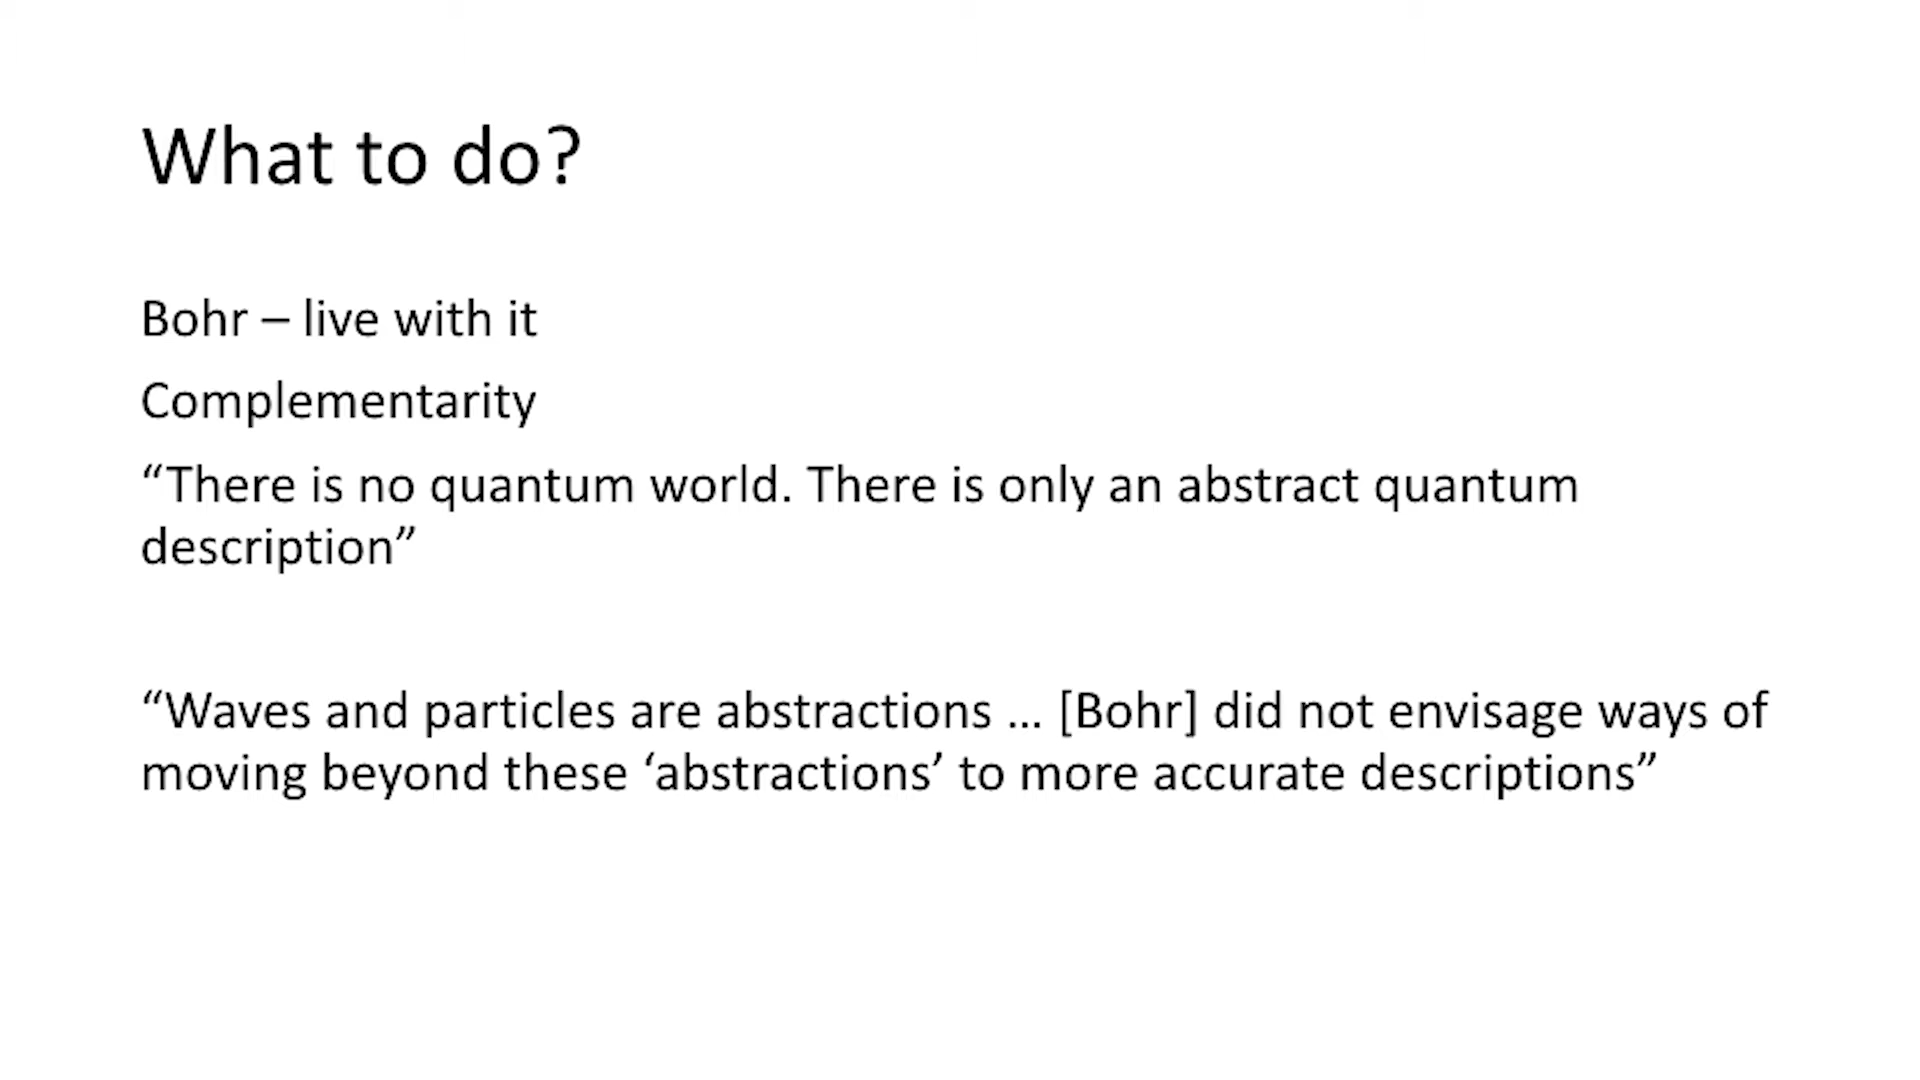 What to do?
Bohr – live with it
Complementarity
“There is no quantum world. There is only an abstract quantum
description”
“Waves and particles are abstractions ... [Bohr] did not envisage ways of
moving beyond these ‘abstractions’ to more accurate descriptions”